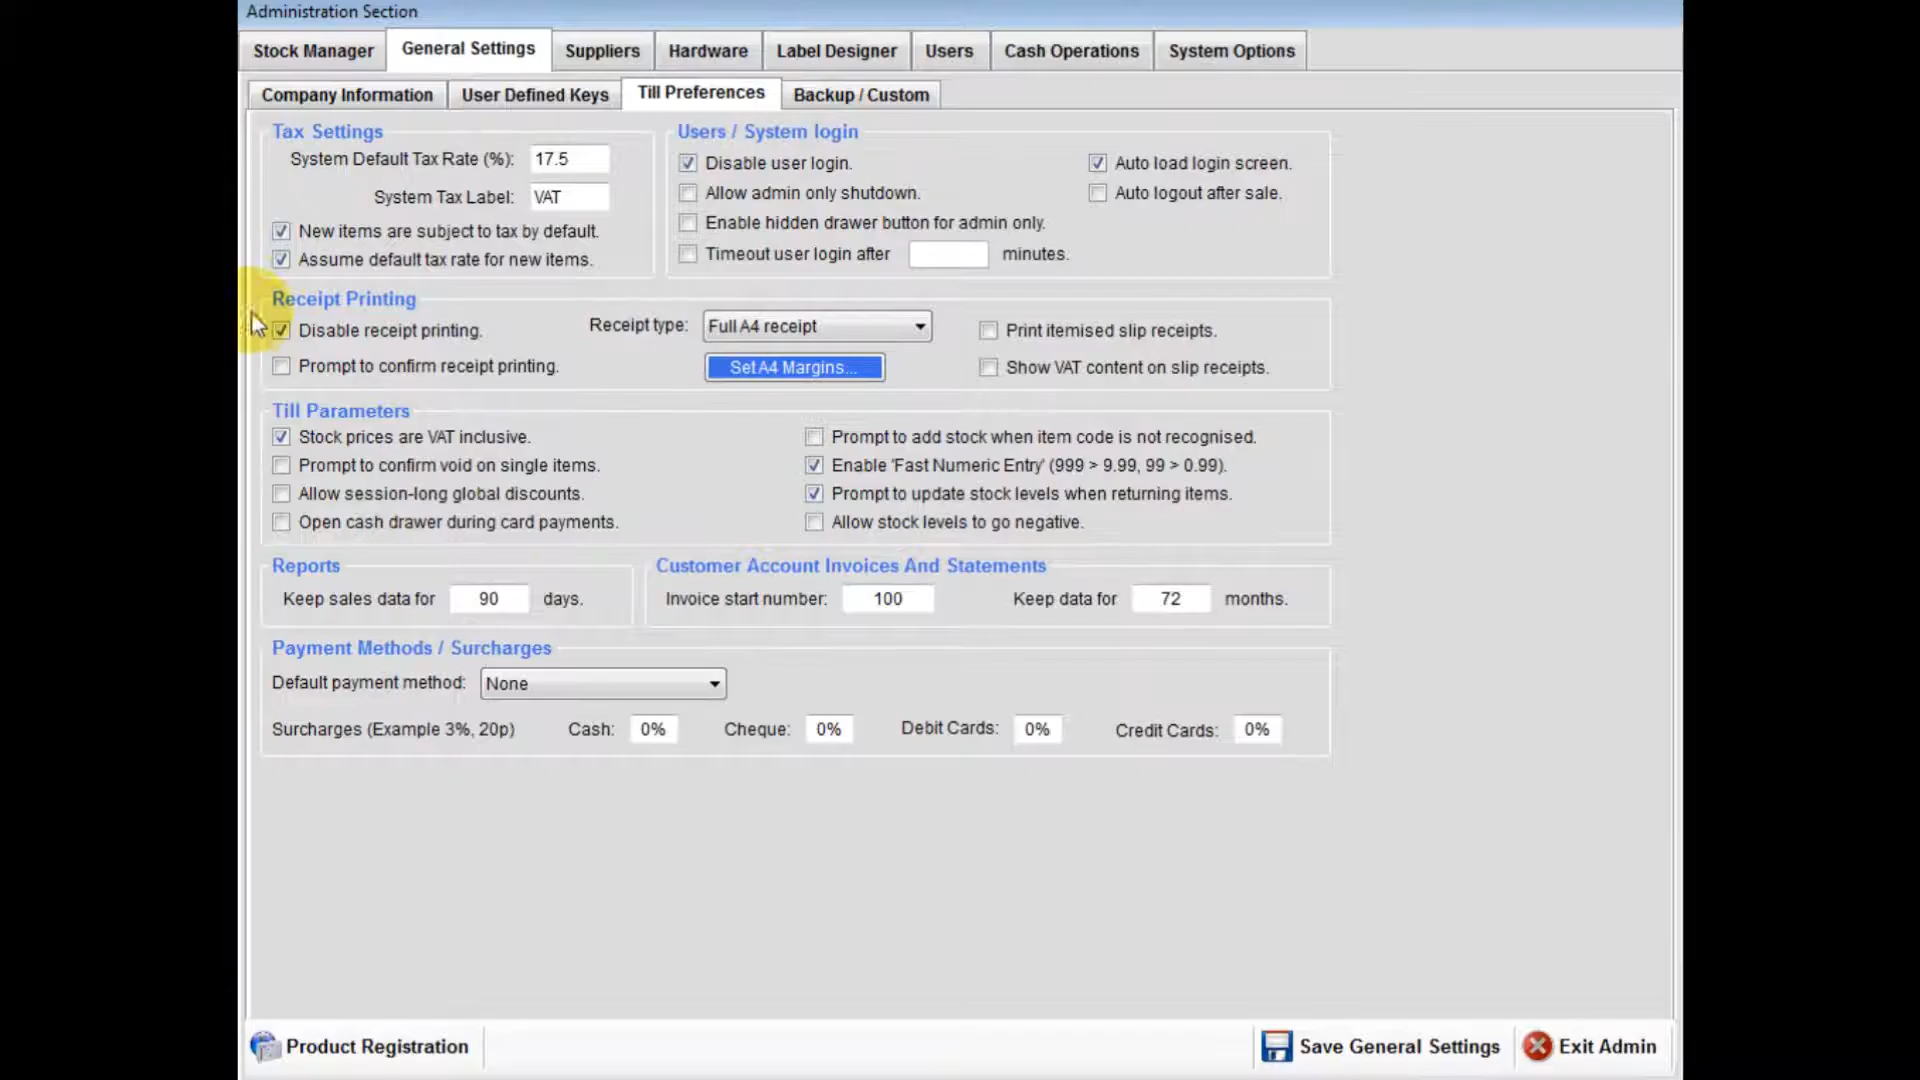 Administration Section
Stock Manager General Settings Suppliers Hardware Label Designer Users Cash Operations System Options
Company Information User Defined Keys Till Preferences Backup / Custom
Tax Settings
System Default Tax Rate (%): 17.5
System Tax Label: VAT
New items are subject to tax by default.
Assume default tax rate for new items.
Users / System login
Disable user login. Auto load login screen.
Allow admin only shutdown. Auto logout after sale.
Enable hidden drawer button for admin only.
Timeout user login after minutes.
Receipt Printing
Disable receipt printing. Receipt type: Full A4 receipt Print itemised slip receipts.
Prompt to confirm receipt printing. Set A4 Margins... Show VAT content on slip receipts.
Till Parameters
Stock prices are VAT inclusive. Prompt to add stock when item code is not recognised.
Prompt to confirm void on single items. Enable 'Fast Numeric Entry' (999 > 9.99, 99 > 0.99).
Allow session-long global discounts. Prompt to update stock levels when returning items.
Open cash drawer during card payments. Allow stock levels to go negative.
Reports
Keep sales data for 90 days.
Customer Account Invoices And Statements
Invoice start number: 100 Keep data for 72 months.
Payment Methods / Surcharges
Default payment method: None
Surcharges (Example 3%, 20p) Cash: 0% Cheque: 0% Debit Cards: 0% Credit Cards: 0%
Product Registration Save General Settings Exit Admin